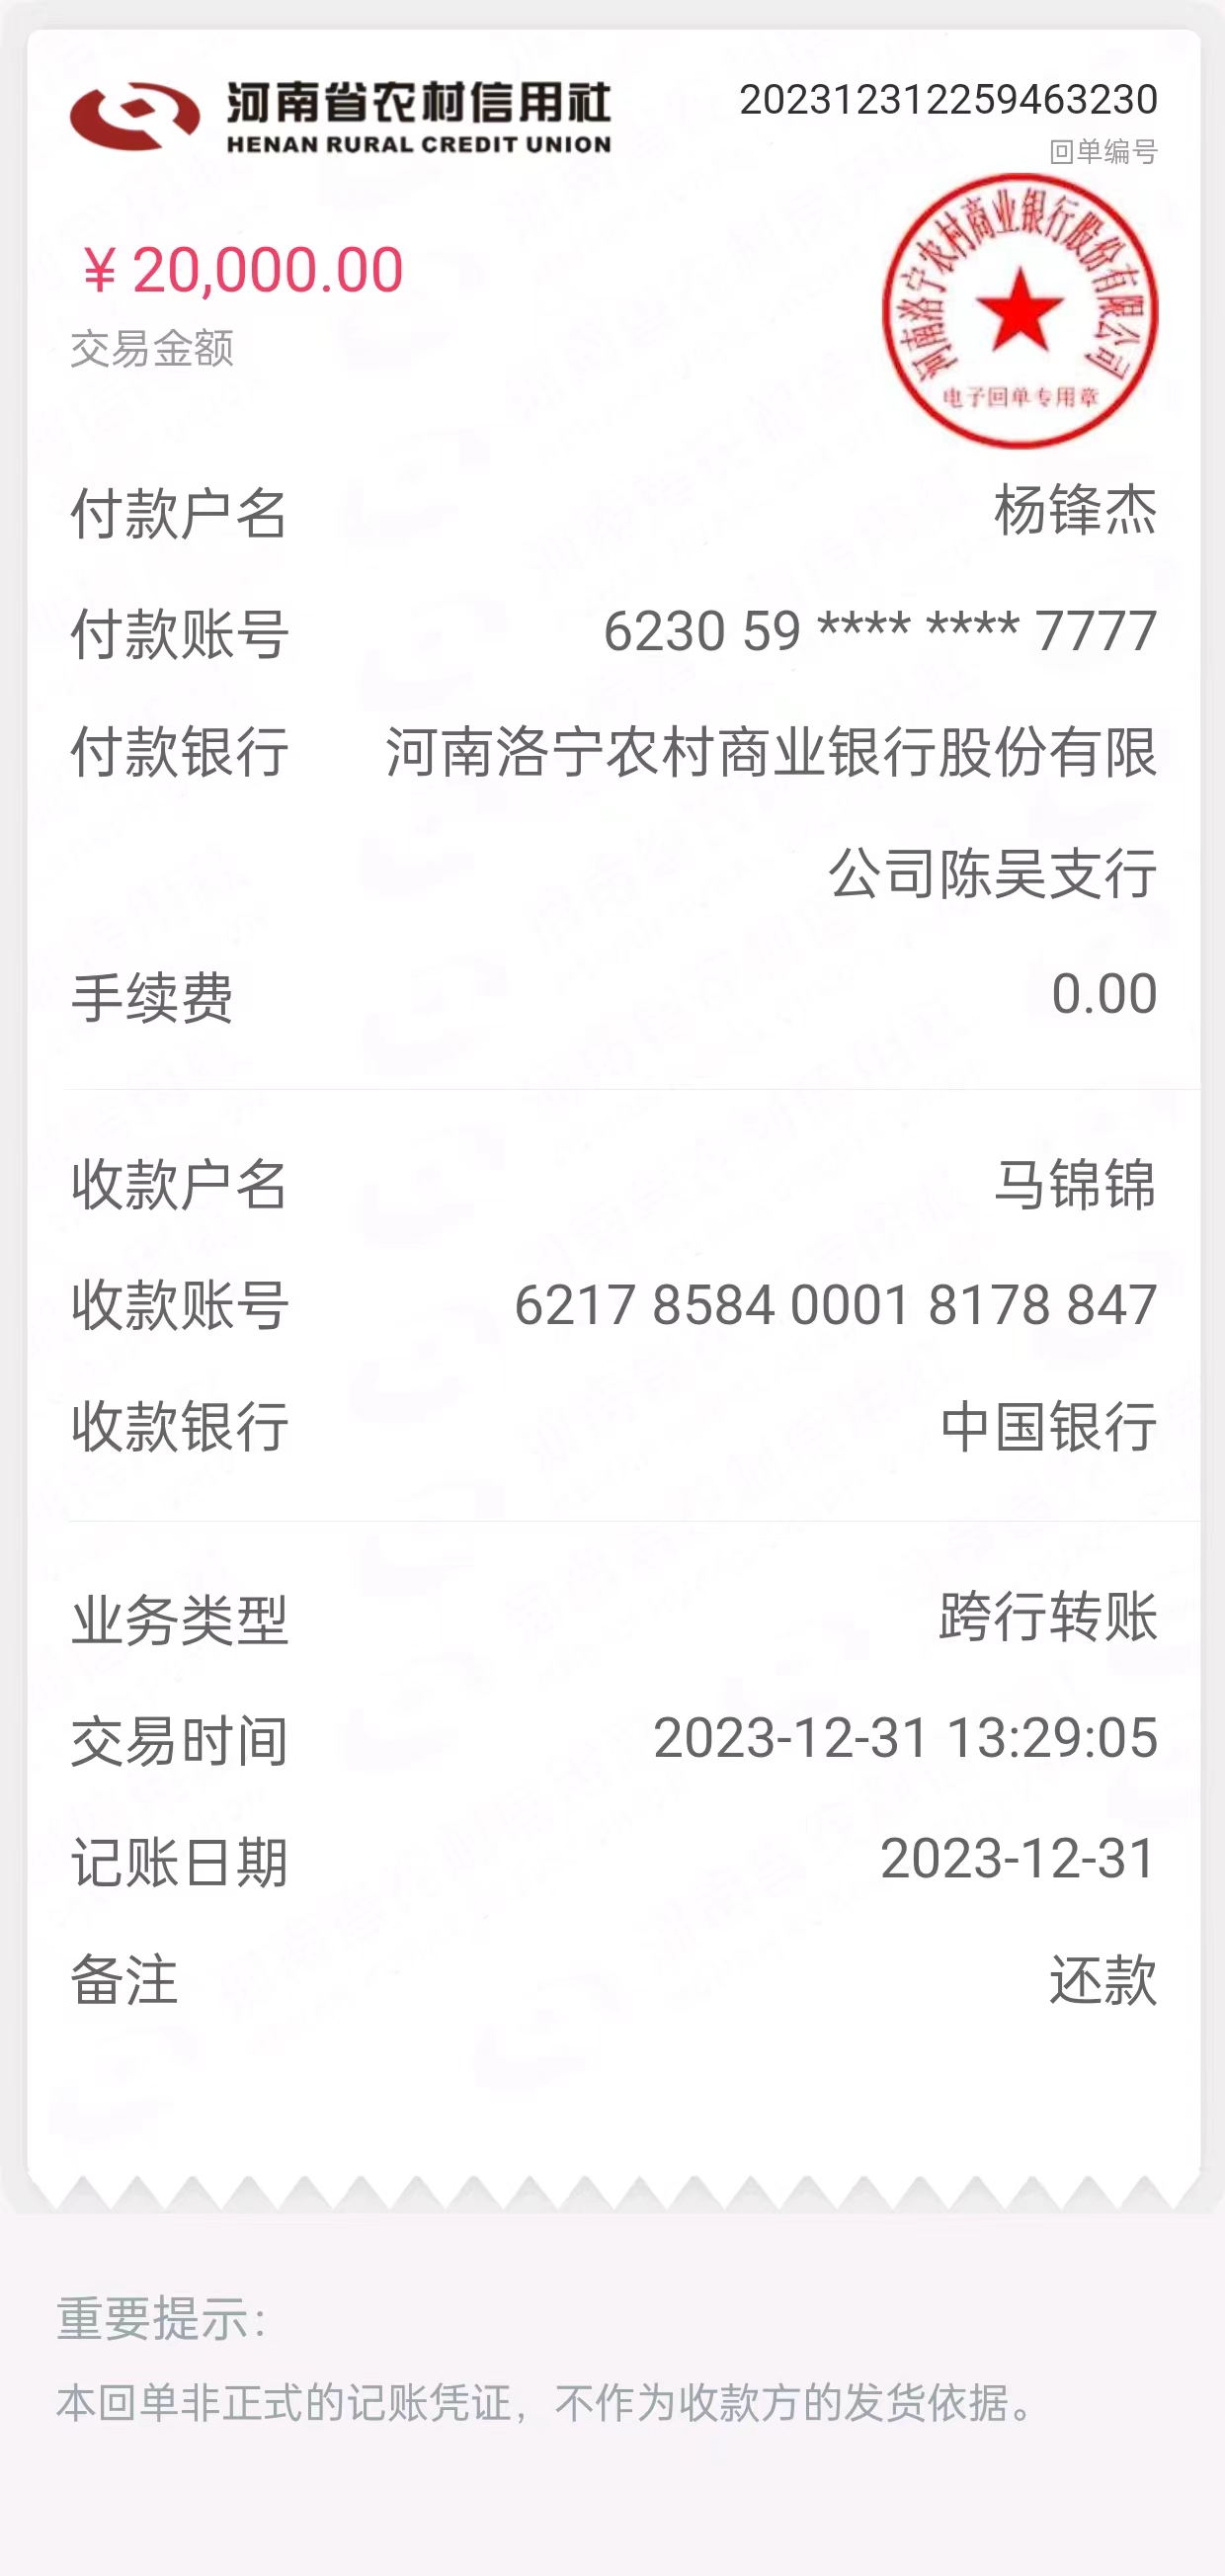 河南省农村信用社
HENAN RURAL CREDIT UNION
202312312259463230
回单编号
¥ 20,000.00
交易金额
河南洛宁农村商业银行股份有限公司
电子回单专用章
付款户名 杨锋杰
付款账号 6230 59 **** **** 7777
付款银行 河南洛宁农村商业银行股份有限
公司陈吴支行
手续费 0.00
收款户名 马锦锦
收款账号 6217 8584 0001 8178 847
收款银行 中国银行
业务类型 跨行转账
交易时间 2023-12-31 13:29:05
记账日期 2023-12-31
备注 还款
重要提示：
本回单非正式的记账凭证，不作为收款方的发货依据。